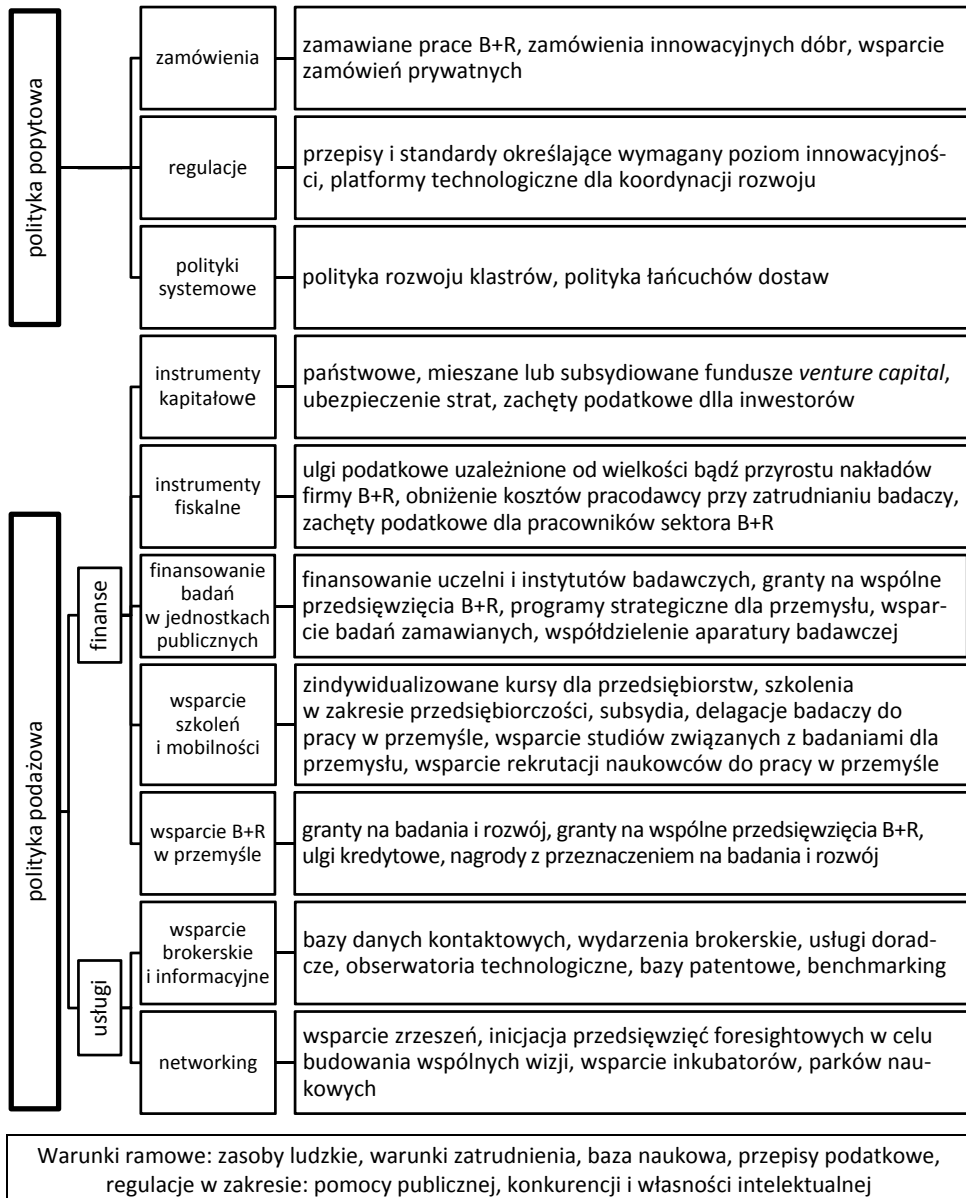 polityka popytowa
zamówienia
zamawiane prace B+R, zamówienia innowacyjnych dóbr, wsparcie
zamówień prywatnych
regulacje
przepisy i standardy określające wymagany poziom innowacyjnoś-
ci, platformy technologiczne dla koordynacji rozwoju
polityki
systemowe
polityka rozwoju klastrów, polityka łańcuchów dostaw
polityka podażowa
finanse
instrumenty
kapitałowe
państwowe, mieszane lub subsydiowane fundusze venture capital,
ubezpieczenie strat, zachęty podatkowe dlla inwestorów
instrumenty
fiskalne
ulgi podatkowe uzależnione od wielkości bądź przyrostu nakładów
firmy B+R, obniżenie kosztów pracodawcy przy zatrudnianiu badaczy,
zachęty podatkowe dla pracowników sektora B+R
finansowanie
badań
w jednostkach
publicznych
finansowanie uczelni i instytutów badawczych, granty na wspólne
przedsięwzięcia B+R, programy strategiczne dla przemysłu, wspar-
cie badań zamawianych, współdzielenie aparatury badawczej
wsparcie
szkoleń
i mobilności
zindywidualizowane kursy dla przedsiębiorstw, szkolenia
w zakresie przedsiębiorczości, subsydia, delagacje badaczy do
pracy w przemyśle, wsparcie studiów związanych z badaniami dla
przemysłu, wsparcie rekrutacji naukowców do pracy w przemyśle
wsparcie B+R
w przemyśle
granty na badania i rozwój, granty na wspólne przedsięwzięcia B+R,
ulgi kredytowe, nagrody z przeznaczeniem na badania i rozwój
usługi
wsparcie
brokerskie
i informacyjne
bazy danych kontaktowych, wydarzenia brokerskie, usługi dorad-
cze, obserwatoria technologiczne, bazy patentowe, benchmarking
networking
wsparcie zrzeszeń, inicjacja przedsięwzięć foresightowych w celu
budowania wspólnych wizji, wsparcie inkubatorów, parków nau-
kowych
Warunki ramowe: zasoby ludzkie, warunki zatrudnienia, baza naukowa, przepisy podatkowe,
regulacje w zakresie: pomocy publicznej, konkurencji i własności intelektualnej